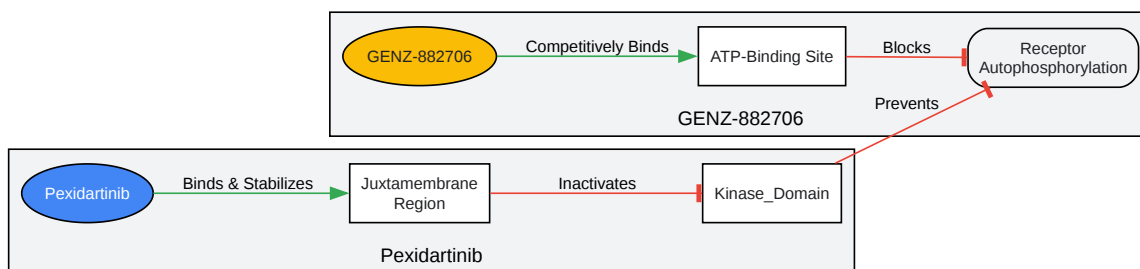 GENZ-882706
Competitively Binds
ATP-Binding Site
Blocks
Receptor
Autophosphorylation
GENZ-882706
Prevents
Pexidartinib
Binds & Stabilizes
Juxtamembrane
Region
Inactivates
Kinase_Domain
Pexidartinib